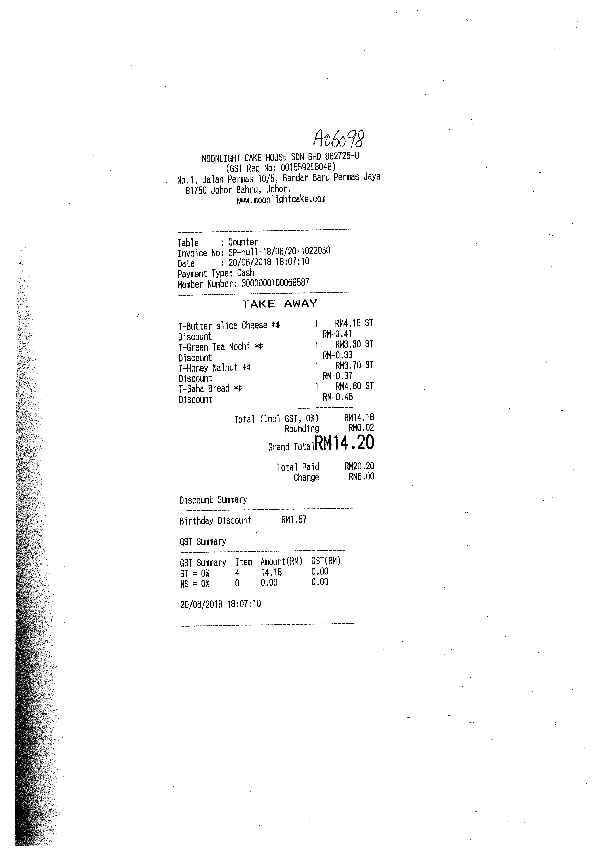 A06098
MOONLIGHT CAKE HOUSE SDN BHD 862725-U
(GST Reg No: 001559258048)
No.1, Jalan Permas 10/5, Bandar Baru Permas Jaya
81750 Johor Bahru, Johor.
www.moonlightcake.com
Table : Counter
Invoice No: SP-null-18/06/20-
Date : 20/06/2018 18:07:10
Payment Type: Cash
Member Number:
TAKE AWAY
T-Butter slice Cheese ** 1 RM4.15 ST
Discount RM-0.41
T-Green Tea Mochi ** 1 RM3.30 ST
Discount RM-0.33
T-Honey Walnut ** 1 RM3.70 ST
Discount RM-0.37
T-Baha Bread ** 1 RM4.60 ST
Discount RM-0.46
Total (Incl GST, 0%) RM14.18
Rounding RM0.02
Grand Total RM14.20
Total Paid RM20.20
Change RM6.00
Discount Summary
Birthday Discount RM1.57
GST Summary
GST Summary Item Amount(RM) GST(RM)
ST = 0% 4 14.18 0.00
NS = 0% 0 0.00 0.00
20/06/2018 18:07:10